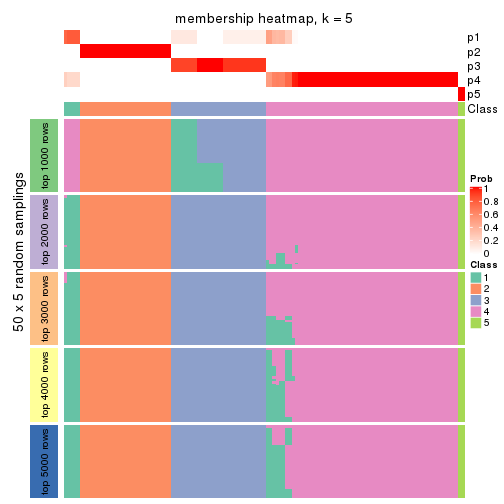 membership heatmap, k = 5
p1
p2
p3
p4
p5
Class
50 x 5 random samplings
top 1000 rows
top 2000 rows
top 3000 rows
top 4000 rows
top 5000 rows
Prob
1
0.8
0.6
0.4
0.2
0
Class
1
2
3
4
5